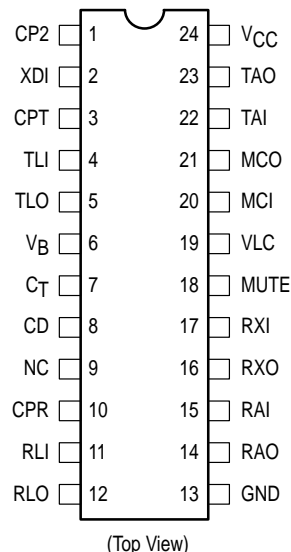 CP2 1 24 VCC
XDI 2 23 TAO
CPT 3 22 TAI
TLI 4 21 MCO
TLO 5 20 MCI
VB 6 19 VLC
CT 7 18 MUTE
CD 8 17 RXI
NC 9 16 RXO
CPR 10 15 RAI
RLI 11 14 RAO
RLO 12 13 GND
(Top View)